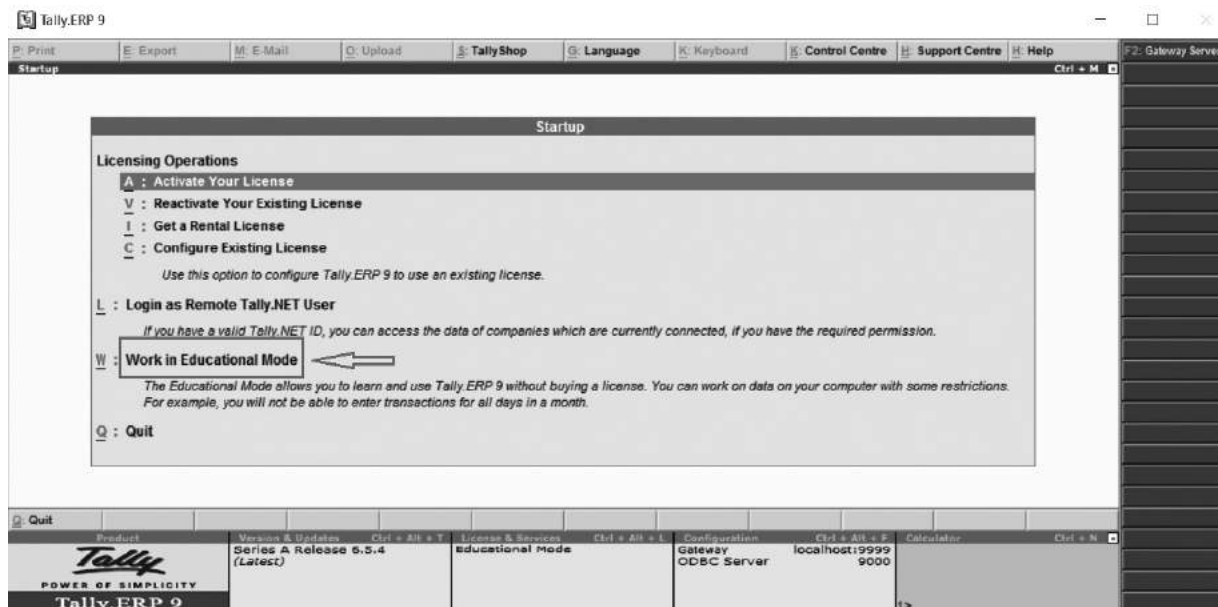 Tally.ERP 9
P: Print E: Export M: E-Mail O: Upload S: TallyShop G: Language K: Keyboard K: Control Centre H: Support Centre H: Help F2: Gateway Server
Startup Ctrl + M
Startup
Licensing Operations
A : Activate Your License
V : Reactivate Your Existing License
I : Get a Rental License
C : Configure Existing License
Use this option to configure Tally.ERP 9 to use an existing license.
L : Login as Remote Tally.NET User
If you have a valid Tally.NET ID, you can access the data of companies which are currently connected, if you have the required permission.
W : Work in Educational Mode
The Educational Mode allows you to learn and use Tally.ERP 9 without buying a license. You can work on data on your computer with some restrictions.
For example, you will not be able to enter transactions for all days in a month.
Q : Quit
Q: Quit
Product Version & Updates Ctrl + Alt + T License & Services Ctrl + Alt + L Configuration Ctrl + Alt + F Calculator Ctrl + N
Tally Series A Release 6.5.4 Educational Mode Gateway localhost:9999
(Latest) ODBC Server 9000
POWER OF SIMPLICITY
Tally.ERP 9 1>